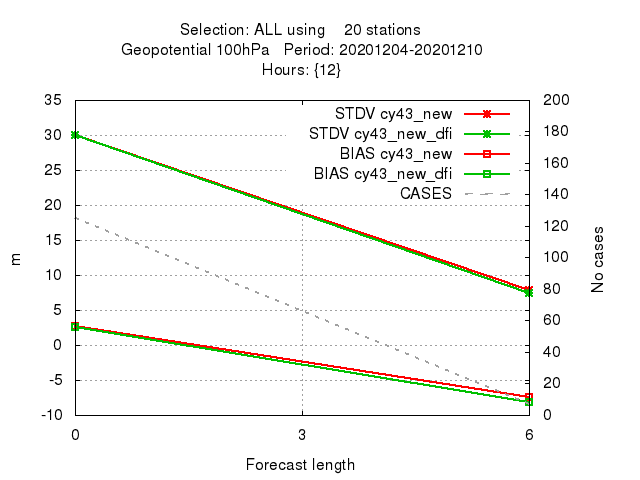 Selection: ALL using 20 stations
Geopotential 100hPa Period: 20201204-20201210
Hours: {12}
35 200
30 180
25 160
20 140
15 120
10 100
5 80
0 60
-5 40
-10 20
0
STDV cy43_new
STDV cy43_new_dfi
BIAS cy43_new
BIAS cy43_new_dfi
CASES
m
No cases
0 3 6
Forecast length